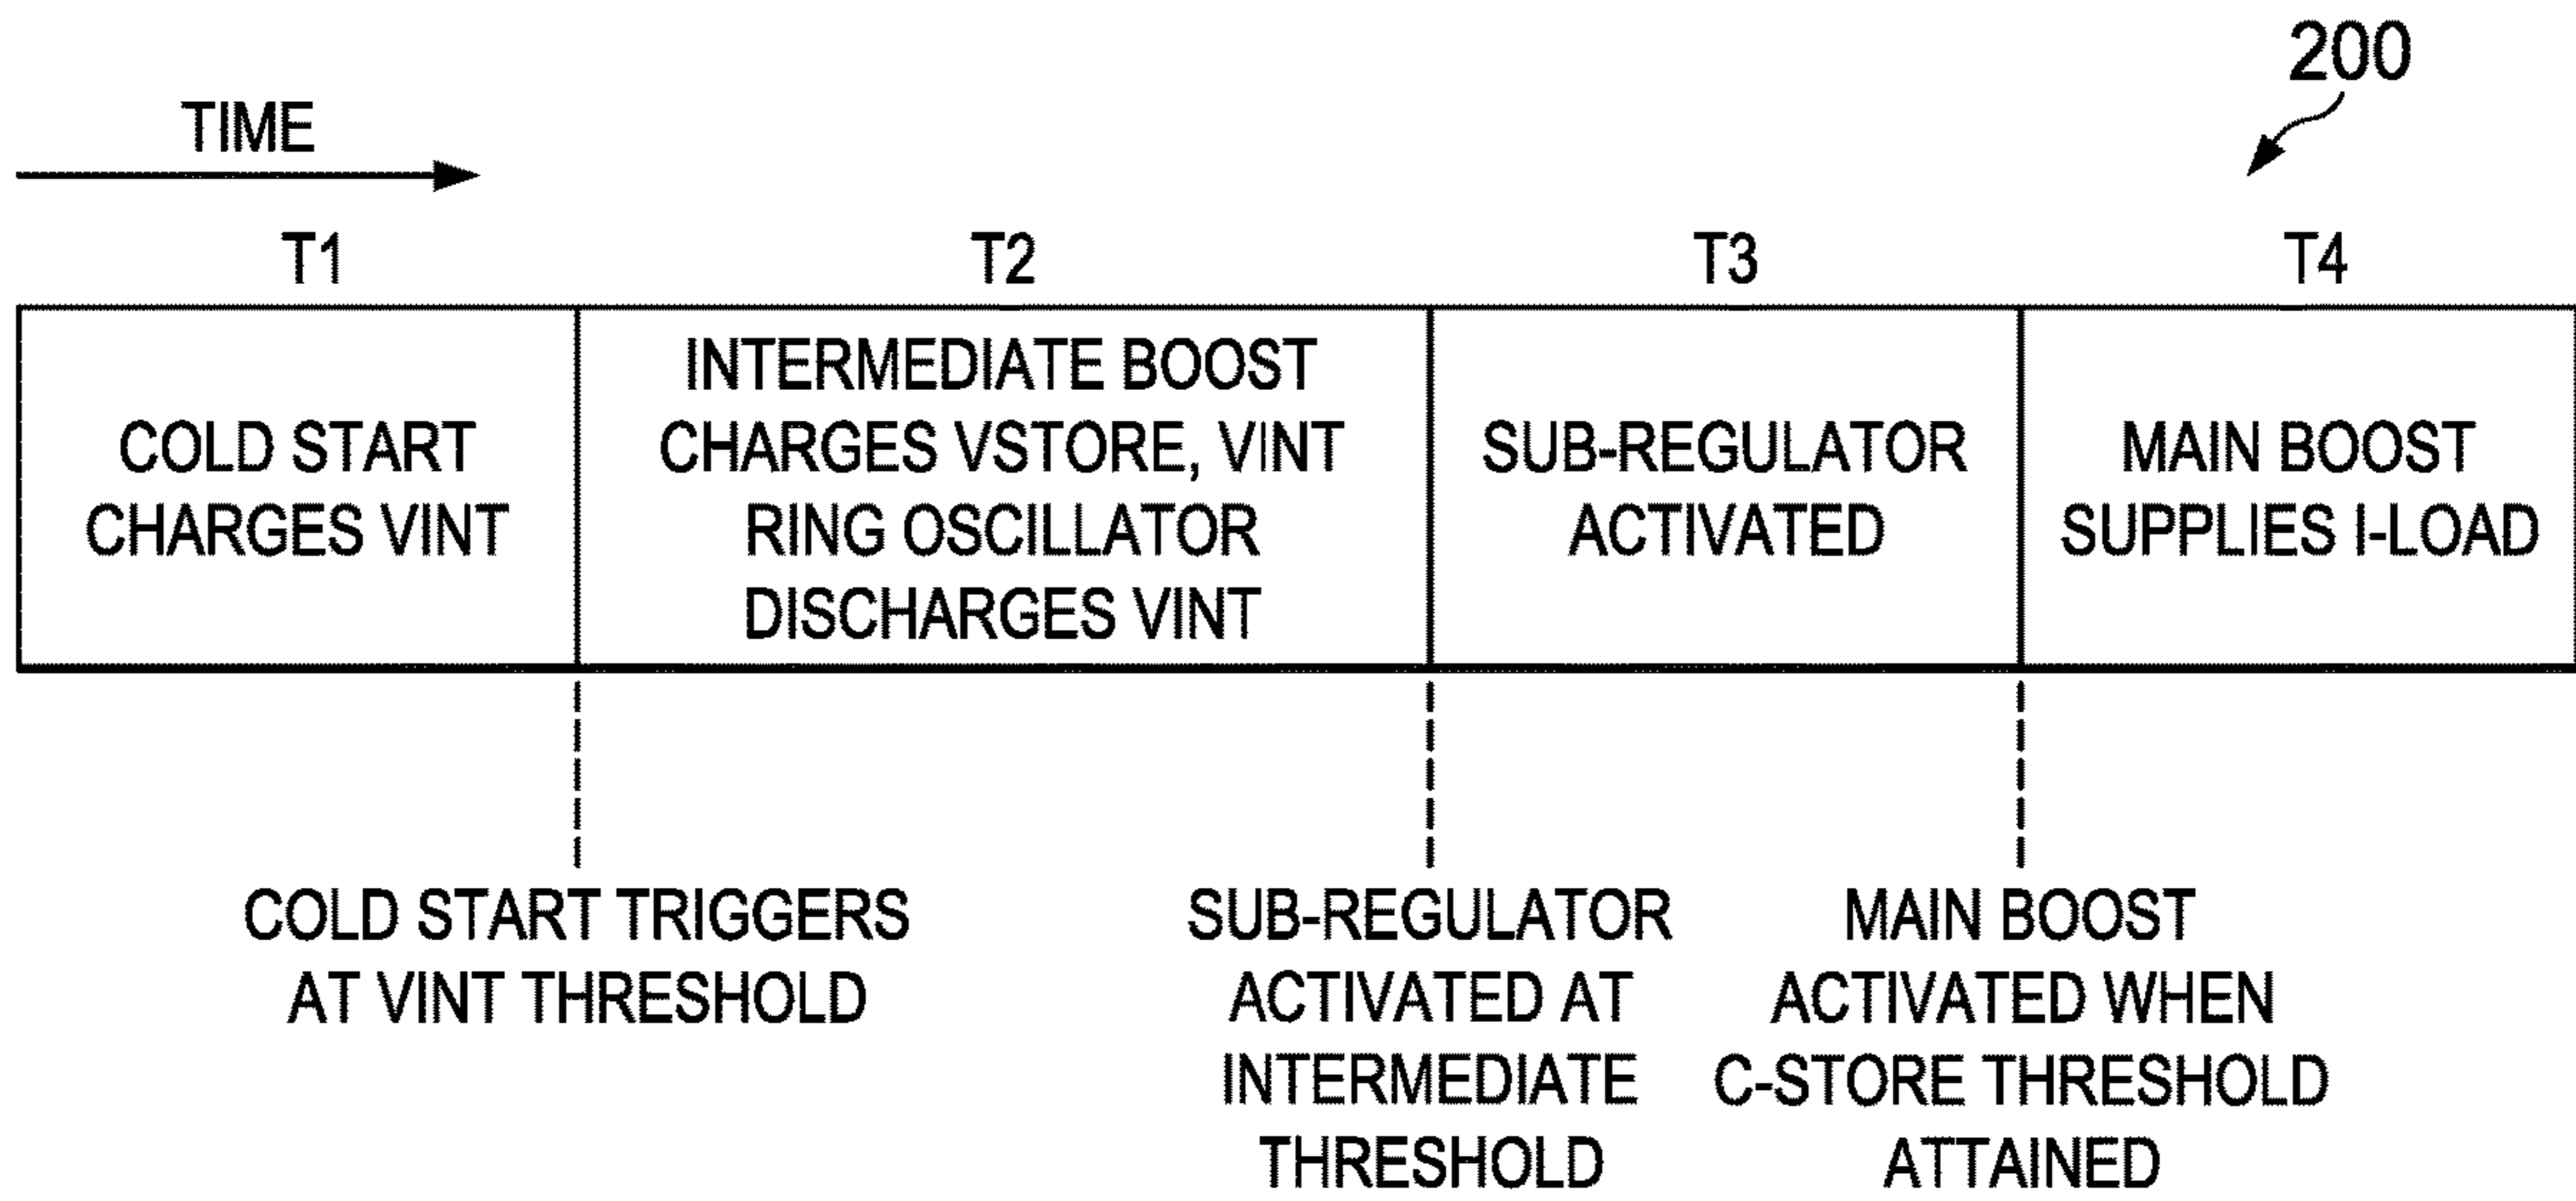 200
TIME
T1
T2
T3
T4
COLD START
CHARGES VINT
INTERMEDIATE BOOST
CHARGES VSTORE, VINT
RING OSCILLATOR
DISCHARGES VINT
SUB-REGULATOR
ACTIVATED
MAIN BOOST
SUPPLIES I-LOAD
COLD START TRIGGERS
AT VINT THRESHOLD
SUB-REGULATOR
ACTIVATED AT
INTERMEDIATE
THRESHOLD
MAIN BOOST
ACTIVATED WHEN
C-STORE THRESHOLD
ATTAINED